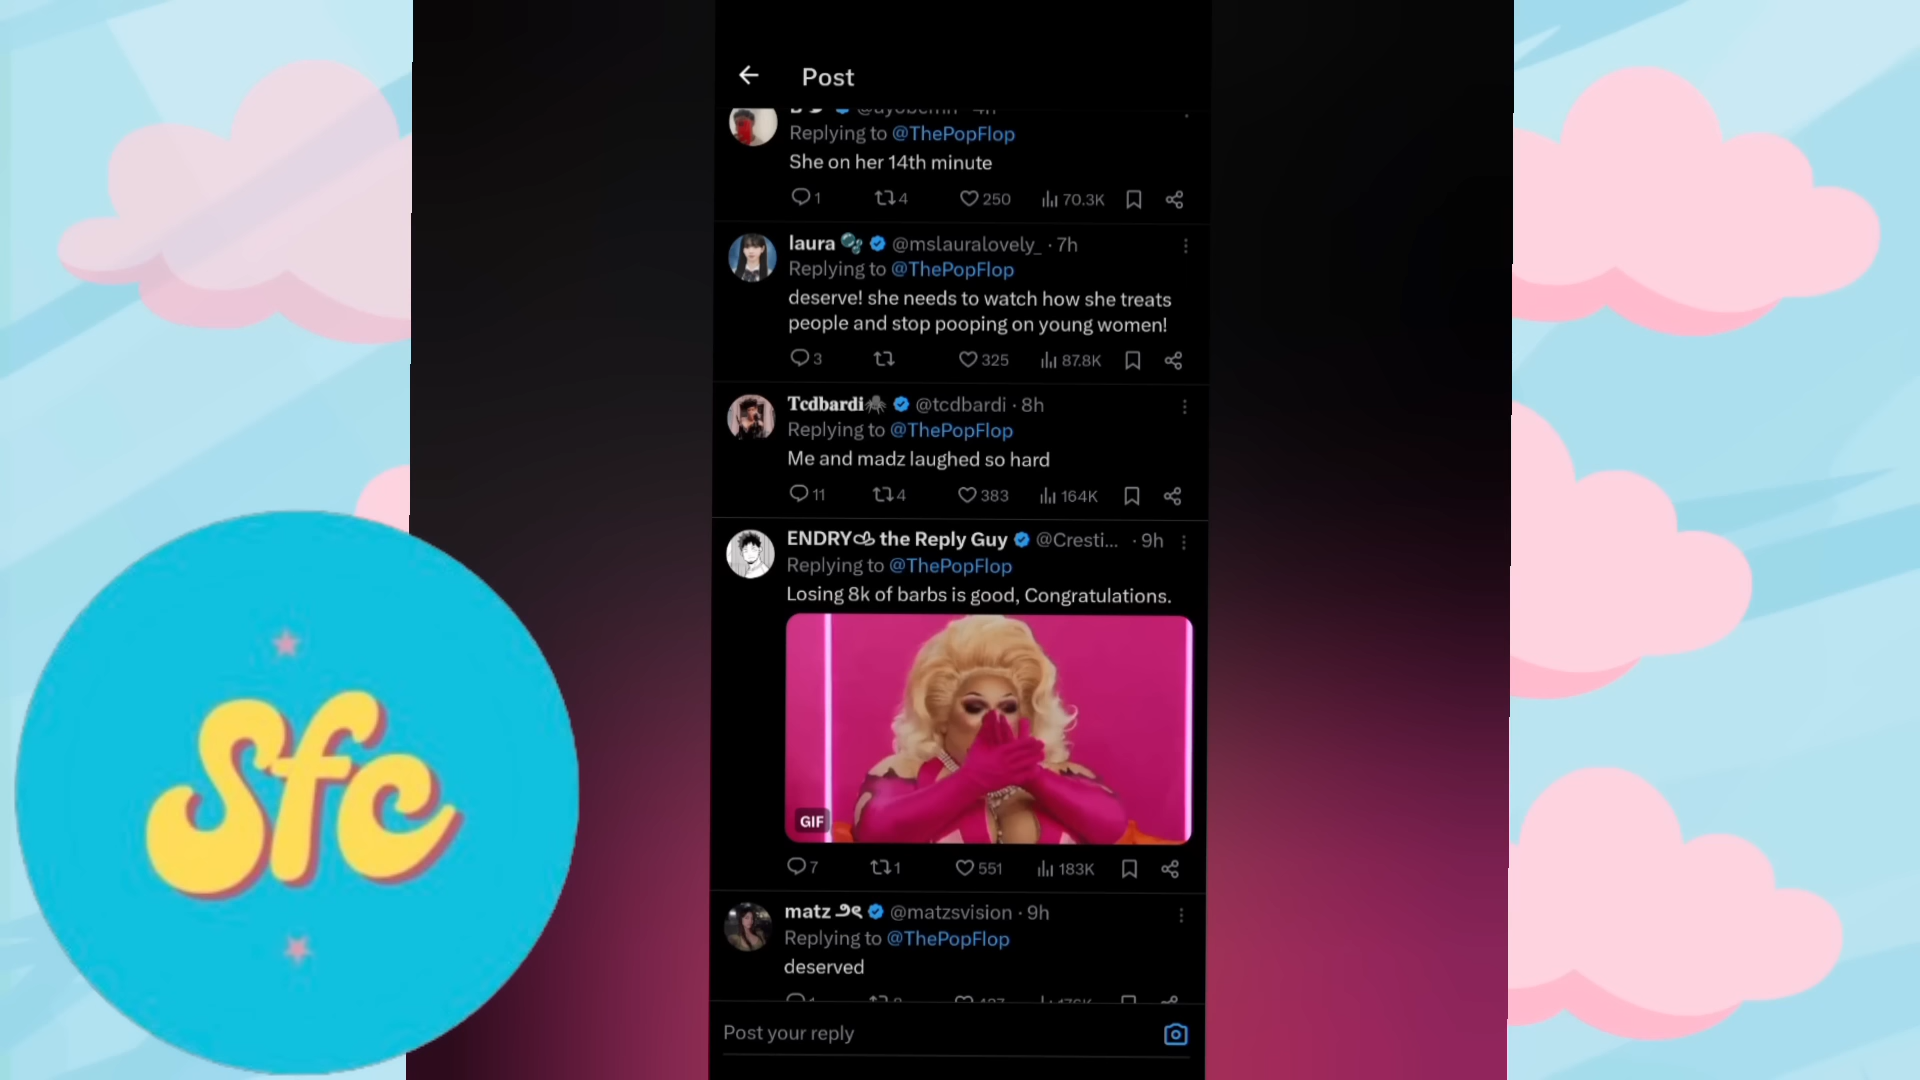 Post
Replying to @ThePopFlop
She on her 14th minute
1 4 250 70.3K
laura @mslauralovely_ · 7h
Replying to @ThePopFlop
deserve! she needs to watch how she treats
people and stop pooping on young women!
3 325 87.8K
Tcdbardi @tcdbardi · 8h
Replying to @ThePopFlop
Me and madz laughed so hard
11 4 383 164K
ENDRY the Reply Guy @Cresti... · 9h
Replying to @ThePopFlop
Losing 8k of barbs is good, Congratulations.
GIF
7 1 551 183K
matz @matzsvision · 9h
Replying to @ThePopFlop
deserved
Post your reply
Sfc